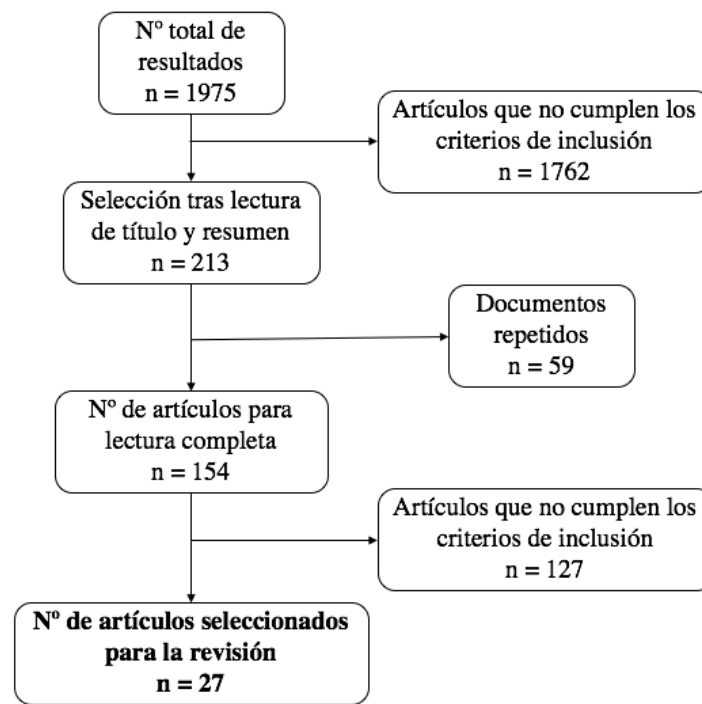 Nº total de
resultados
n = 1975
Artículos que no cumplen los
criterios de inclusión
n = 1762
Selección tras lectura
de título y resumen
n = 213
Documentos
repetidos
n = 59
Nº de artículos para
lectura completa
n = 154
Artículos que no cumplen los
criterios de inclusión
n = 127
Nº de artículos seleccionados
para la revisión
n = 27